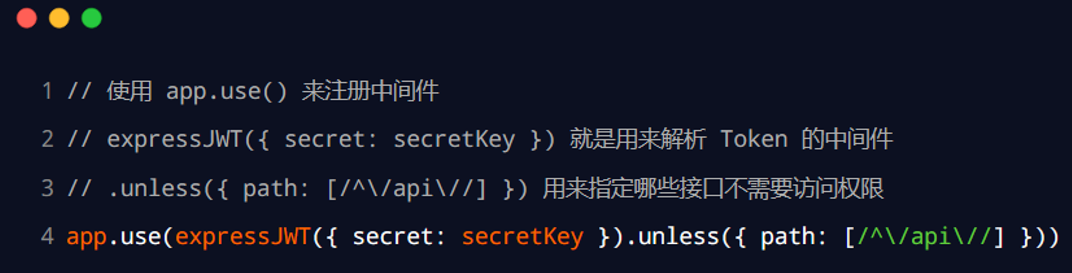 1 // 使用 app.use() 来注册中间件
2 // expressJWT({ secret: secretKey }) 就是用来解析 Token 的中间件
3 // .unless({ path: [/^\/api\//] }) 用来指定哪些接口不需要访问权限
4 app.use(expressJWT({ secret: secretKey }).unless({ path: [/^\/api\//] }))